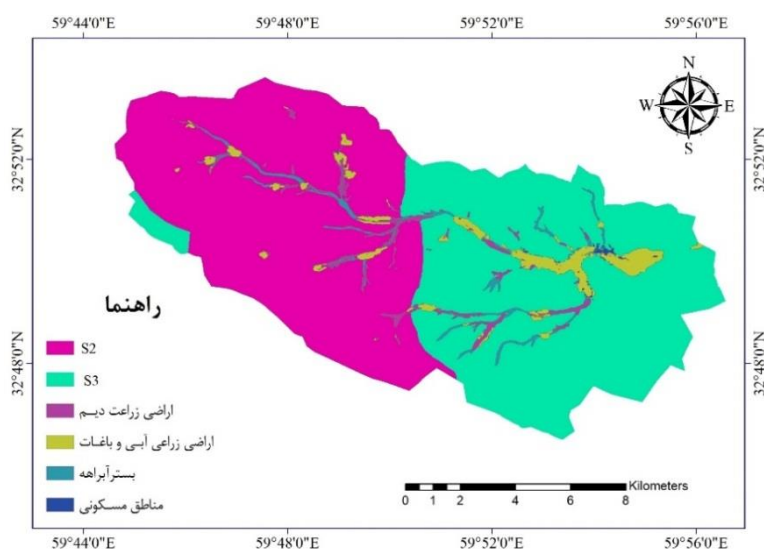 59°44'0"E 59°48'0"E 59°52'0"E 59°56'0"E
N
W E
S
32°52'0"N 32°52'0"N
راهنما
S2
S3
اراضی زراعت دیم
اراضی زراعی آبی و باغات
بسترآبراهه
مناطق مسکونی
32°48'0"N 32°48'0"N
Kilometers
0 1 2 4 6 8
59°44'0"E 59°48'0"E 59°52'0"E 59°56'0"E